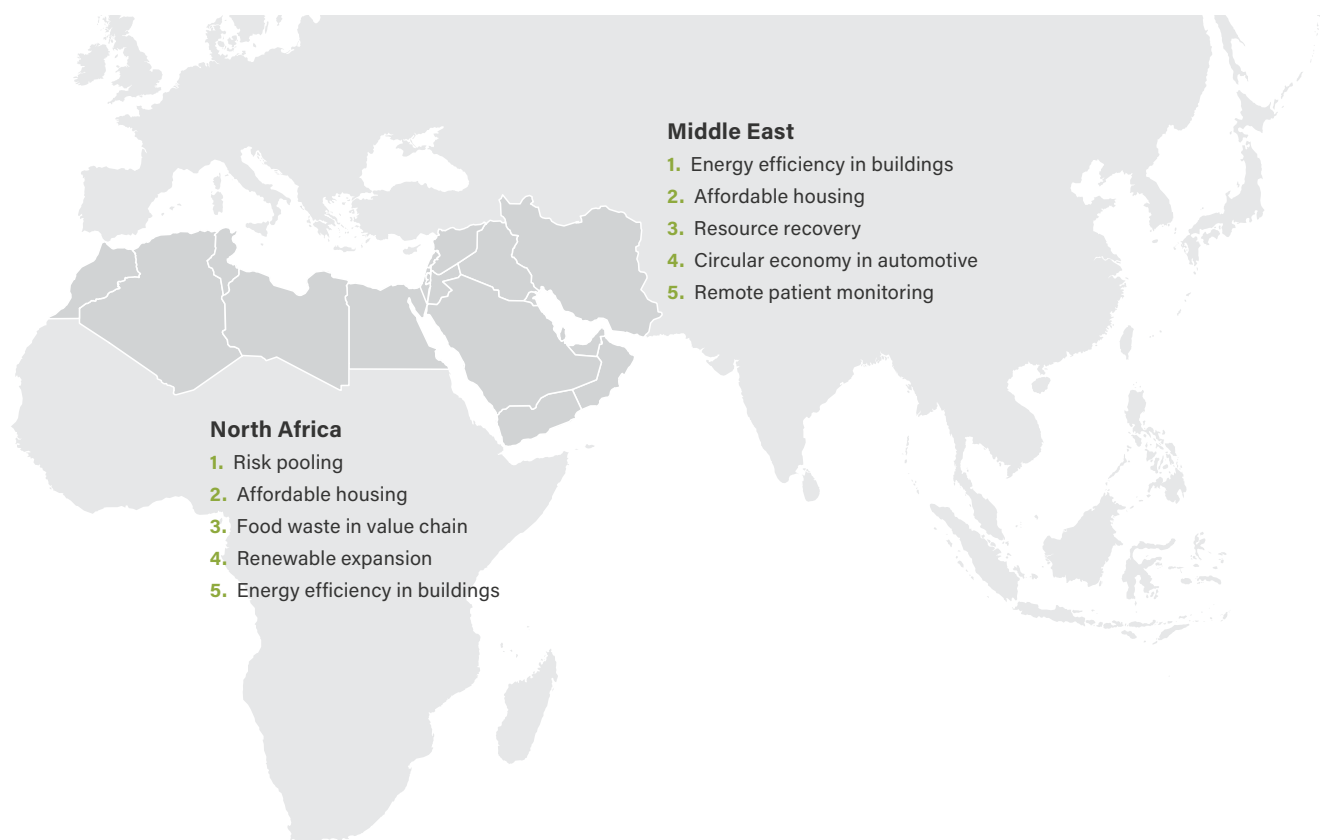 Middle East
1. Energy efficiency in buildings
2. Affordable housing
3. Resource recovery
4. Circular economy in automotive
5. Remote patient monitoring
North Africa
1. Risk pooling
2. Affordable housing
3. Food waste in value chain
4. Renewable expansion
5. Energy efficiency in buildings